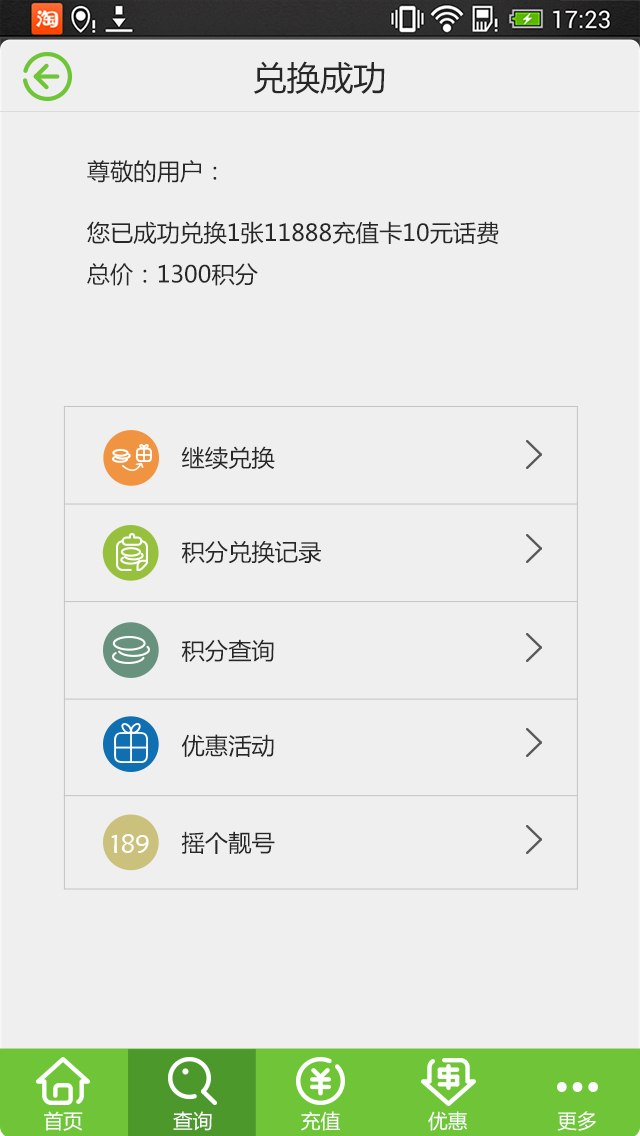 淘 17:23
兑换成功
尊敬的用户：
您已成功兑换1张11888充值卡10元话费
总价：1300积分
继续兑换
积分兑换记录
积分查询
优惠活动
189 摇个靓号
首页 查询 充值 优惠 更多